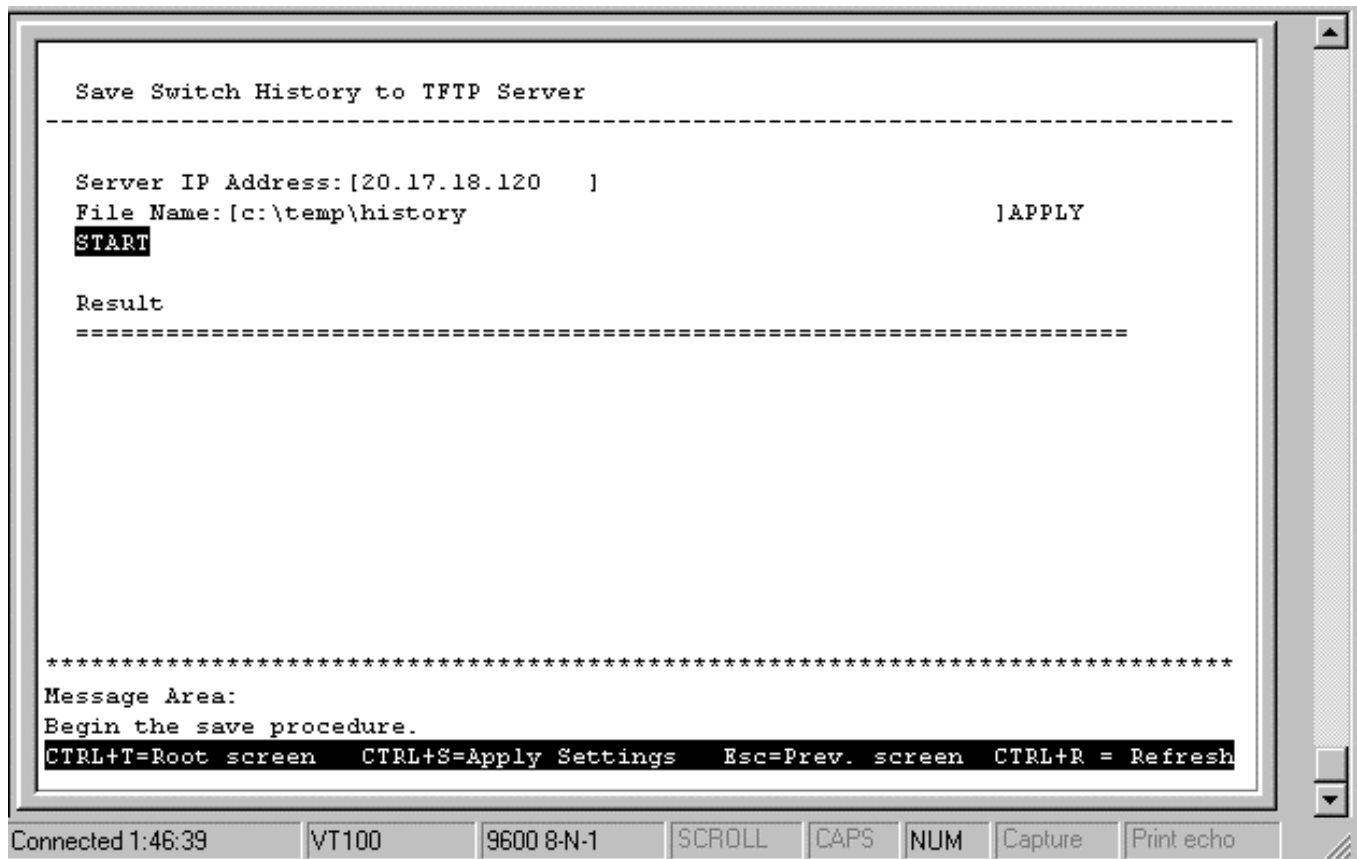 Save Switch History to TFTP Server
--------------------------------------------------------------------------------
Server IP Address:[20.17.18.120   ]
File Name:[c:\temp\history                                   ]APPLY
START
Result
======================================================================
********************************************************************************
Message Area:
Begin the save procedure.
CTRL+T=Root screen   CTRL+S=Apply Settings   Esc=Prev. screen  CTRL+R = Refresh
Connected 1:46:39 VT100 9600 8-N-1 SCROLL CAPS NUM Capture Print echo